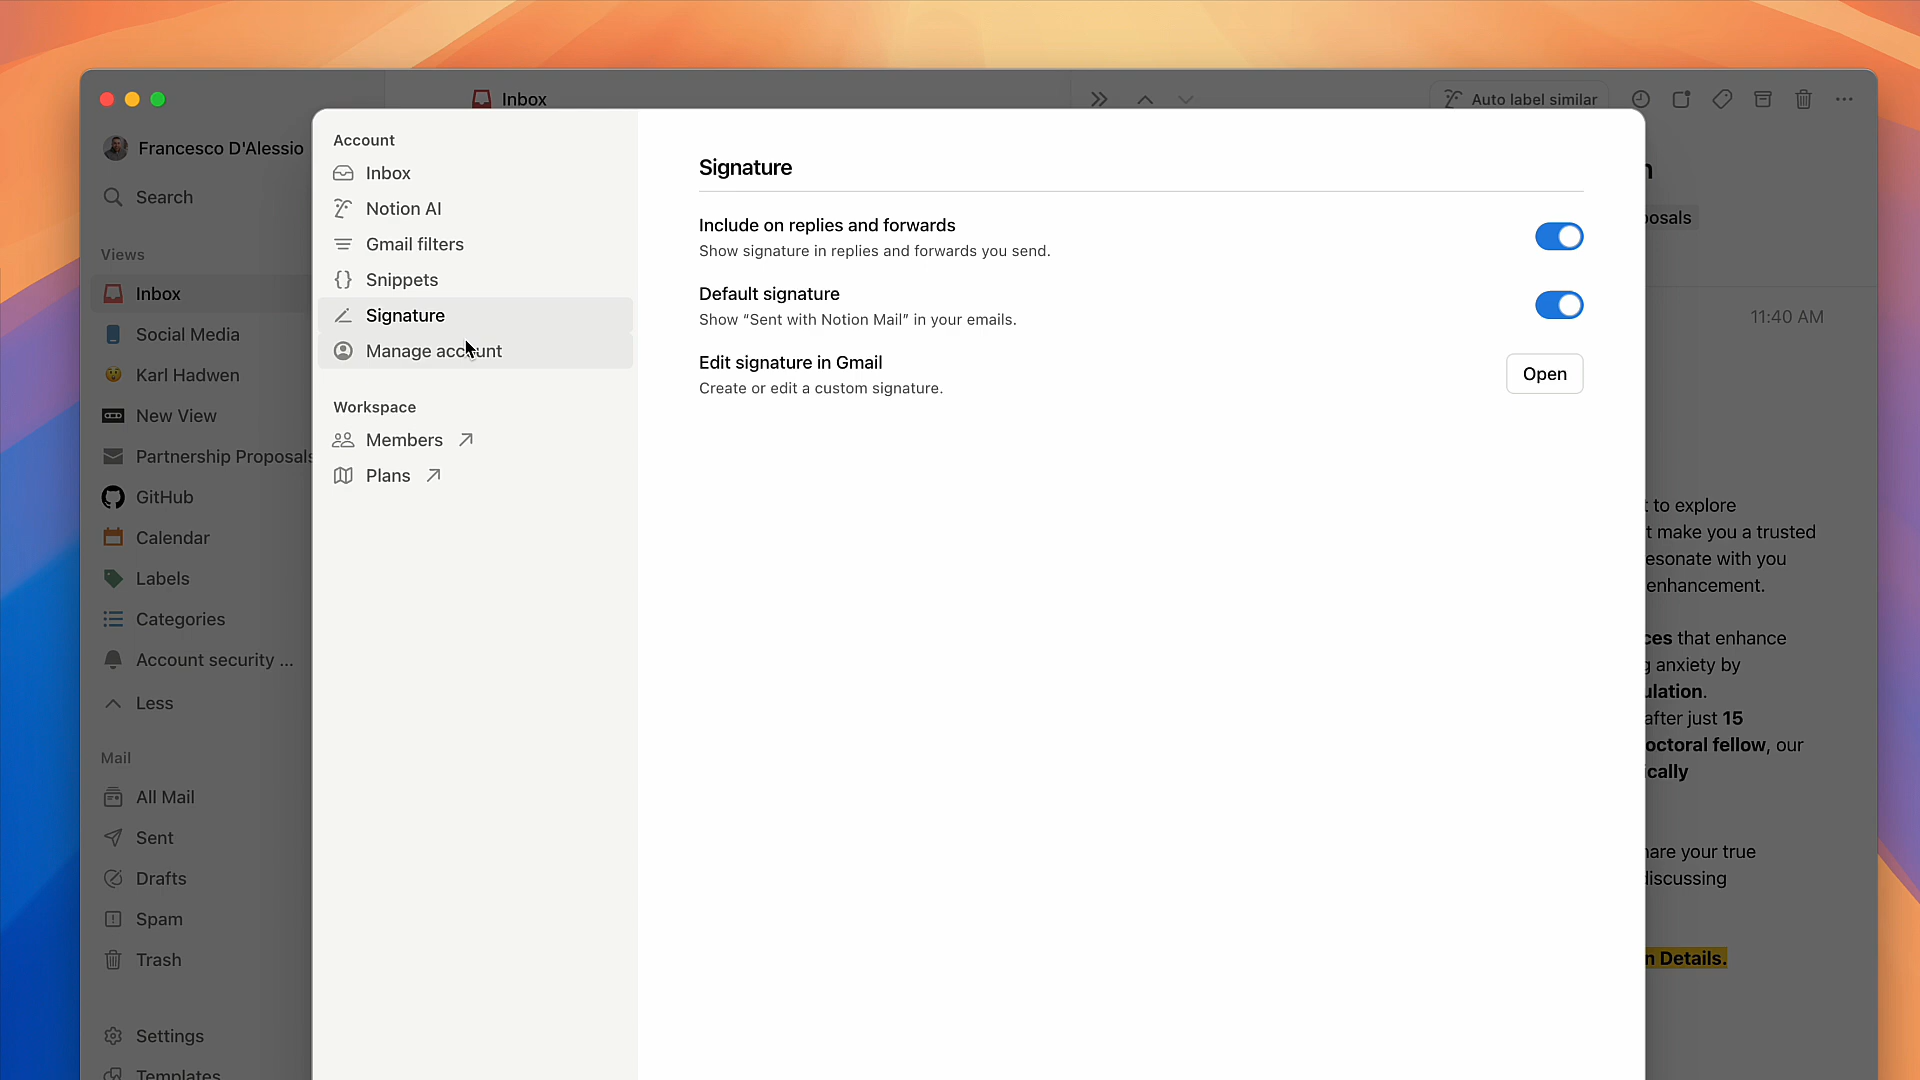 Inbox
Auto label similar
Francesco D'Alessio
Search
Views
Inbox
Social Media
Karl Hadwen
New View
Partnership Proposals
GitHub
Calendar
Labels
Categories
Account security ...
Less
Mail
All Mail
Sent
Drafts
Spam
Trash
Settings
Templates
Account
Inbox
Notion AI
Gmail filters
Snippets
Signature
Manage account
Workspace
Members
Plans
Signature
Include on replies and forwards
Show signature in replies and forwards you send.
Default signature
Show “Sent with Notion Mail” in your emails.
Edit signature in Gmail
Create or edit a custom signature.
Open
11:40 AM
to explore
make you a trusted
esonate with you
enhancement.
that enhance
anxiety by
ulation.
after just 15
octoral fellow, our
ically
are your true
discussing
n Details.